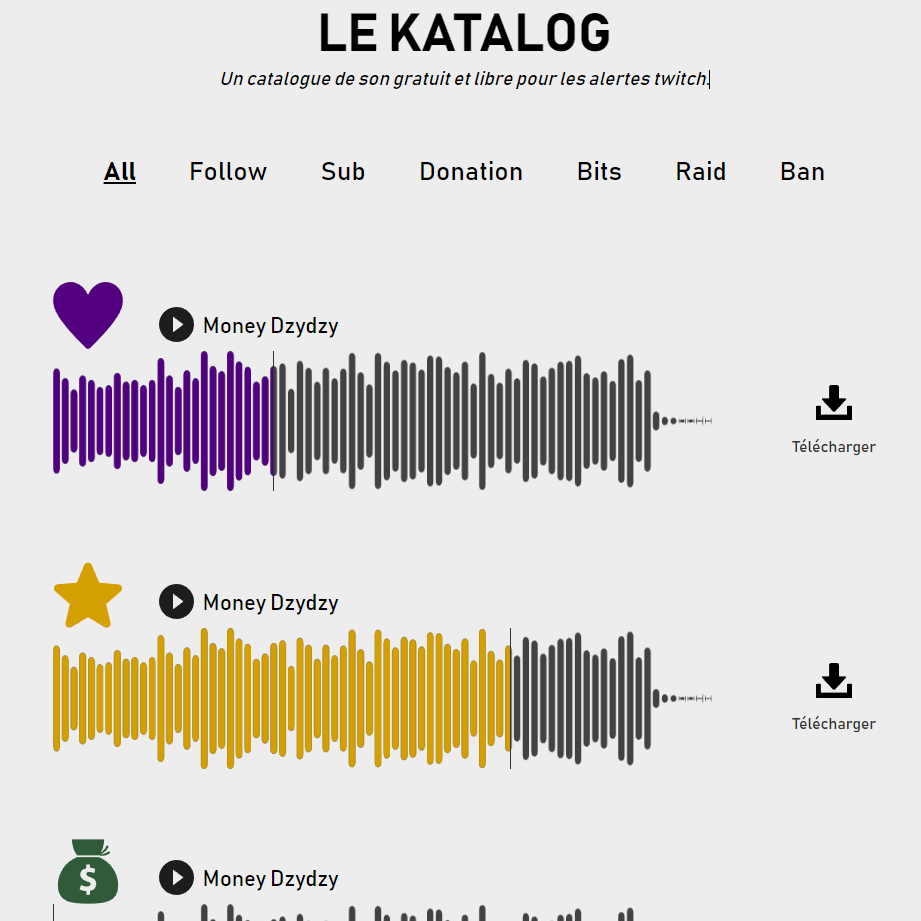 LE KATALOG
Un catalogue de son gratuit et libre pour les alertes twitch.
All Follow Sub Donation Bits Raid Ban
Money Dzydzy
Télécharger
Money Dzydzy
Télécharger
$
Money Dzydzy